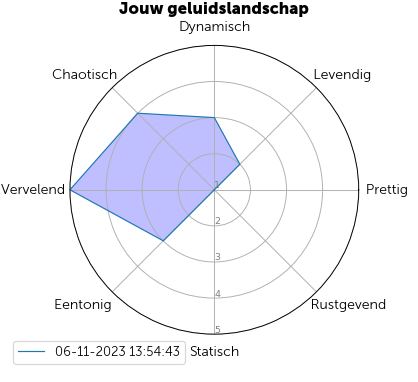 Jouw geluidslandschap
Dynamisch
Chaotisch
Levendig
Vervelend
1
Prettig
2
3
4
Eentonig
Rustgevend
5
06-11-2023 13:54:43
Statisch